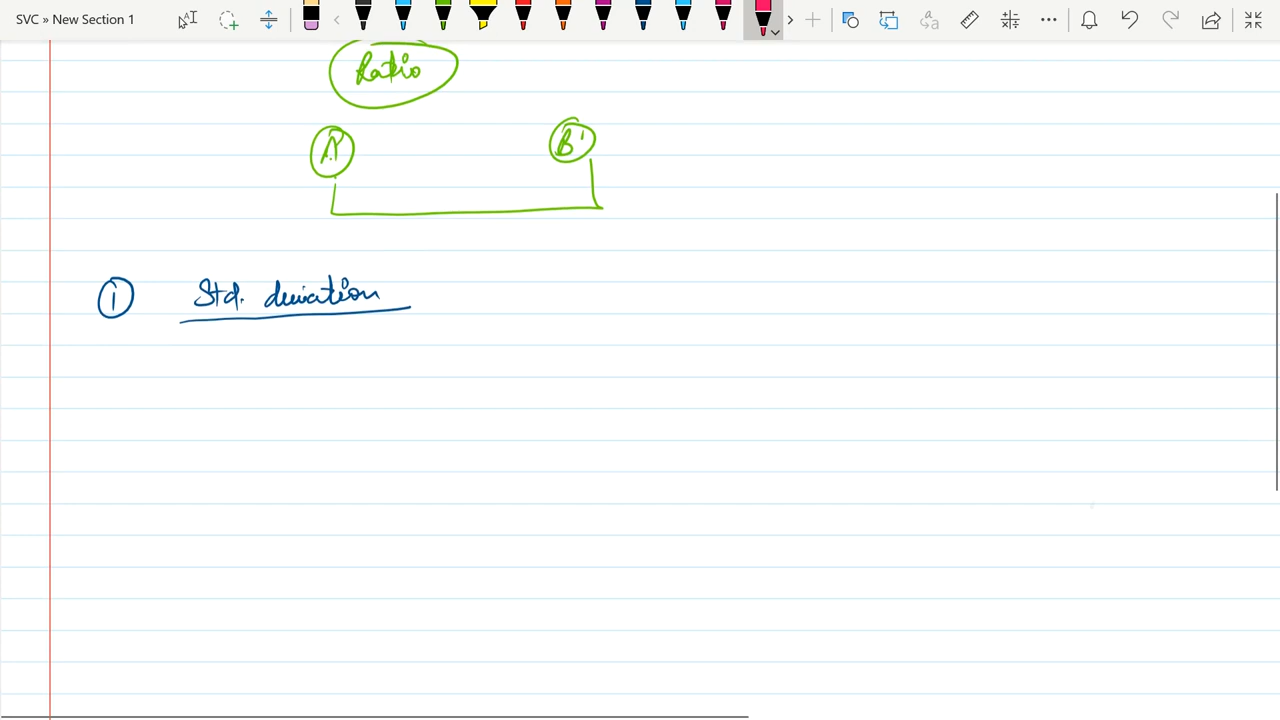 SVC » New Section 1
Ratio
A' B'
1 Std. deviation